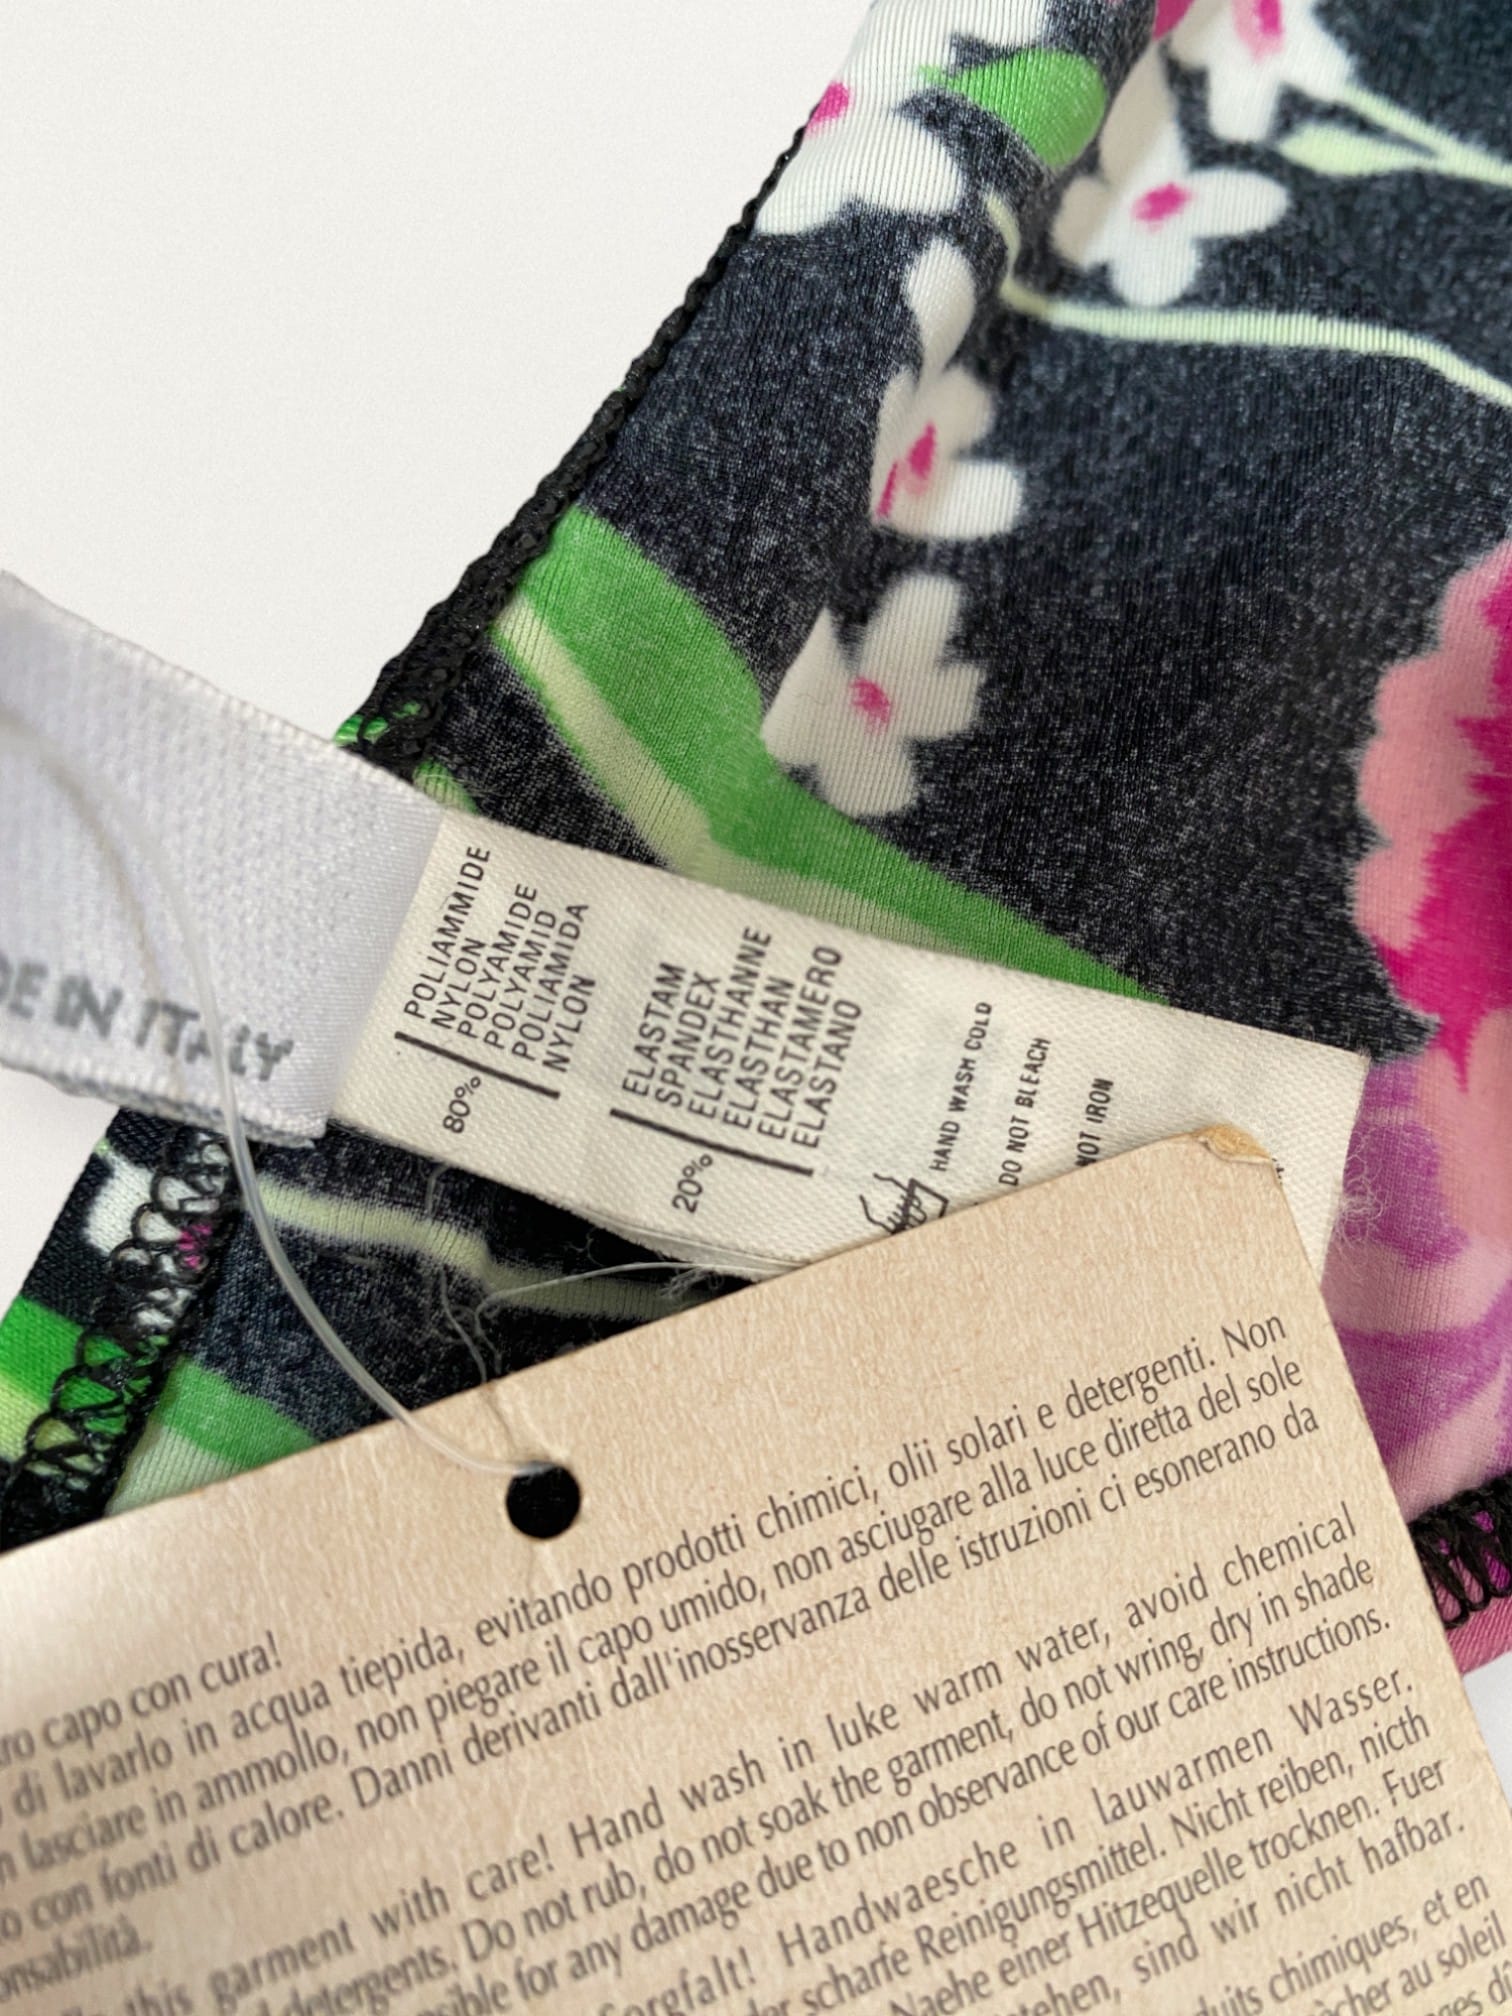 IN ITALY
80%
POLIAMMIDE
NYLON
POLYAMIDE
POLYAMID
POLIAMIDA
NYLON
20%
ELASTAM
SPANDEX
ELASTHANNE
ELASTHAN
ELASTAMERO
ELASTANO
HAND WASH COLD
DO NOT BLEACH
NOT IRON
capo con cura!
di lavarlo in acqua tiepida, evitando prodotti chimici, olii solari e detergenti. Non
lasciare in ammollo, non piegare il capo umido, non asciugare alla luce diretta del sole
con fonti di calore. Danni derivanti dall'inosservanza delle istruzioni ci esonerano da
this garment with care! Hand wash in luke warm water, avoid chemical
detergents. Do not rub, do not soak the garment, do not wring, dry in shade
for any damage due to non observance of our care instructions.
Handwaesche in lauwarmen Wasser.
scharfe Reinigungsmittel. Nicht reiben, nicth
Naehe einer Hitzequelle trocknen. Fuer
sind wir nicht hafbar.
chimiques, et en
au soleil